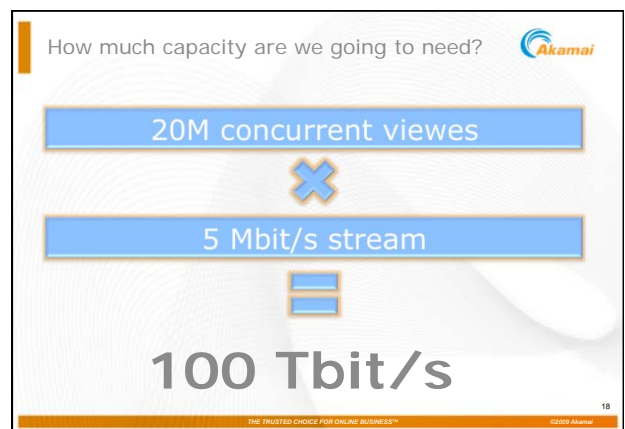 How much capacity are we going to need?
Akamai
20M concurrent viewes
5 Mbit/s stream
100 Tbit/s
18
THE TRUSTED CHOICE FOR ONLINE BUSINESS™
©2009 Akamai